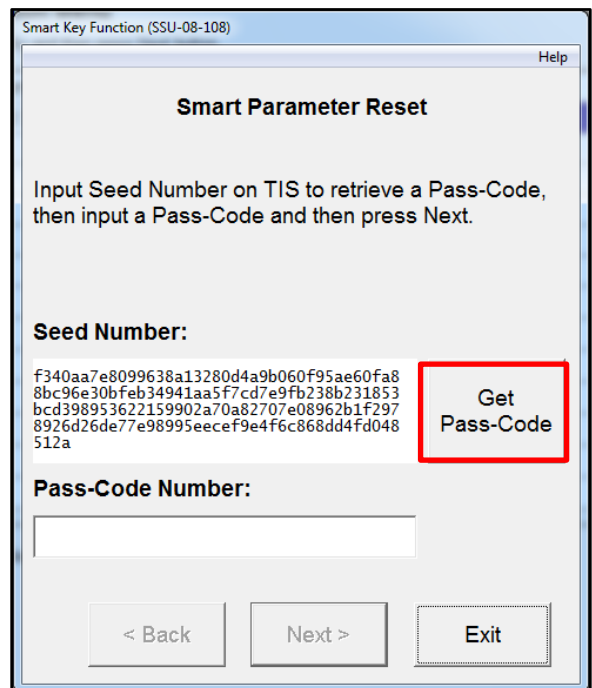 Smart Key Function (SSU-08-108)
Help
Smart Parameter Reset
Input Seed Number on TIS to retrieve a Pass-Code,
then input a Pass-Code and then press Next.
Seed Number:
f340aa7e8099638a13280d4a9b060f95ae60fa8
8bc96e30bfeb34941aa5f7cd7e9fb238b231853
bcd398953622159902a70a82707e08962b1f297
8926d26de77e98995eecef9e4f6c868dd4fd048
512a
Get
Pass-Code
Pass-Code Number:
< Back
Next >
Exit